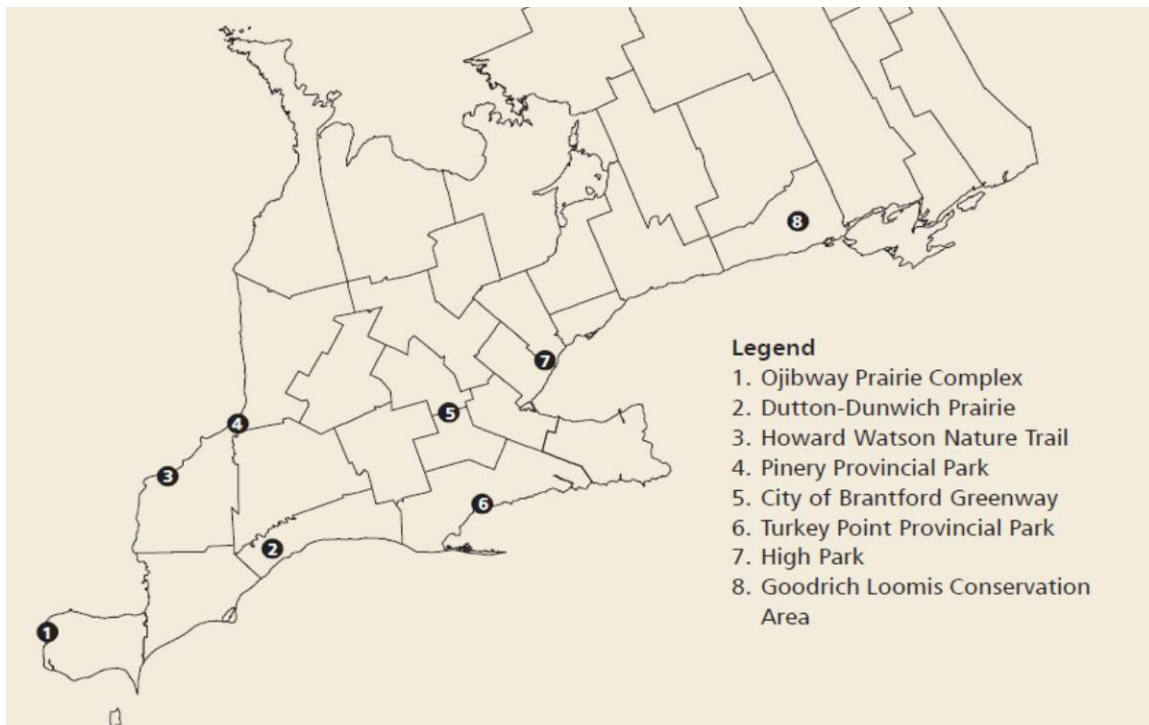 8
7
5
4
3
6
2
1
Legend
1. Ojibway Prairie Complex
2. Dutton-Dunwich Prairie
3. Howard Watson Nature Trail
4. Pinery Provincial Park
5. City of Brantford Greenway
6. Turkey Point Provincial Park
7. High Park
8. Goodrich Loomis Conservation
Area